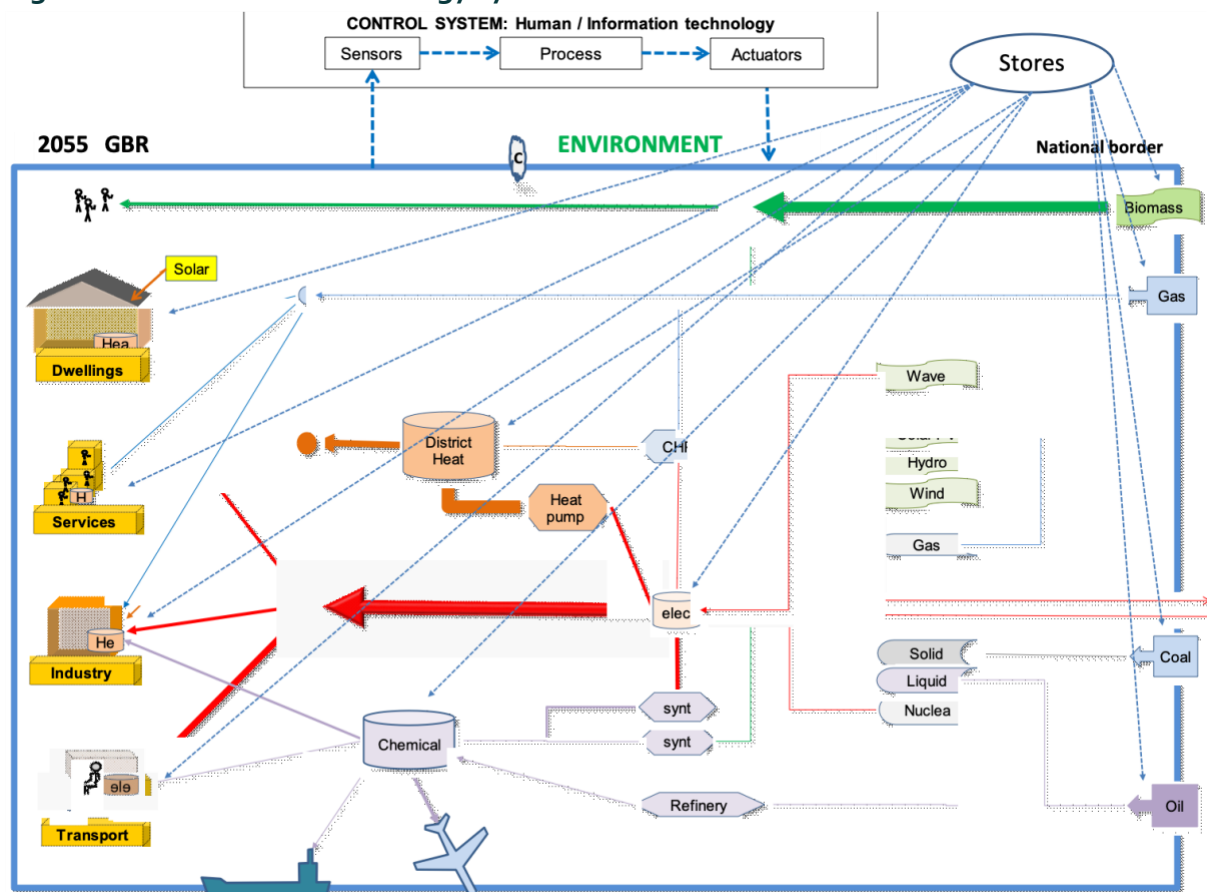 CONTROL SYSTEM: Human / Information technology
Sensors
Process
Actuators
Stores
2055 GBR
C
ENVIRONMENT
National border
Biomass
Solar
Gas
Hea
Dwellings
Wave
District
Heat
CHP
Hydro
Wind
H
Services
Heat
pump
Gas
elec
He
Industry
Solid
Coal
Liquid
synt
Nuclea
Chemical
synt
ele
Refinery
Oil
Transport